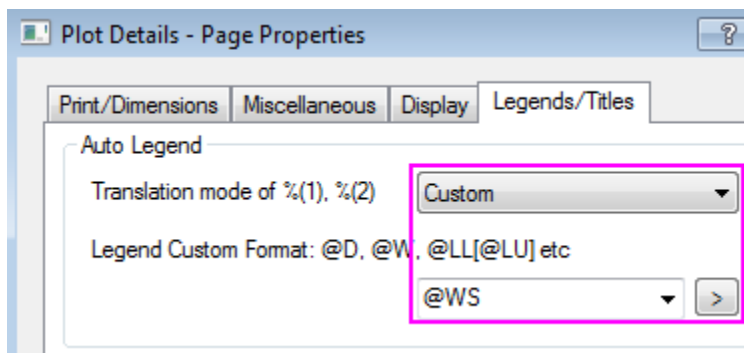 Plot Details - Page Properties
?
Print/Dimensions Miscellaneous Display Legends/Titles
Auto Legend
Translation mode of %(1), %(2) Custom
Legend Custom Format: @D, @W, @LL[@LU] etc
@WS >